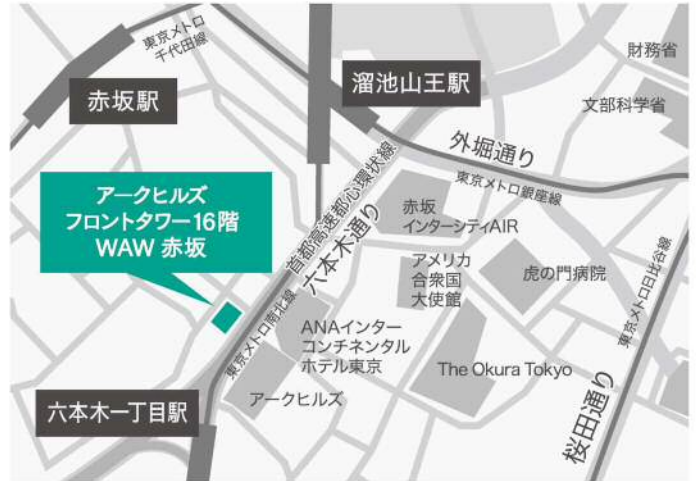 東京メトロ
千代田線
赤坂駅
溜池山王駅
財務省
文部科学省
外堀通り
東京メトロ銀座線
首都高速都心環状線
六本木通り
アークヒルズ
フロントタワー16階
WAW 赤坂
赤坂
インターシティAIR
アメリカ
合衆国
大使館
虎の門病院
東京メトロ日比谷線
東京メトロ南北線
ANAインター
コンチネンタル
ホテル東京
The Okura Tokyo
アークヒルズ
六本木一丁目駅
桜田通り